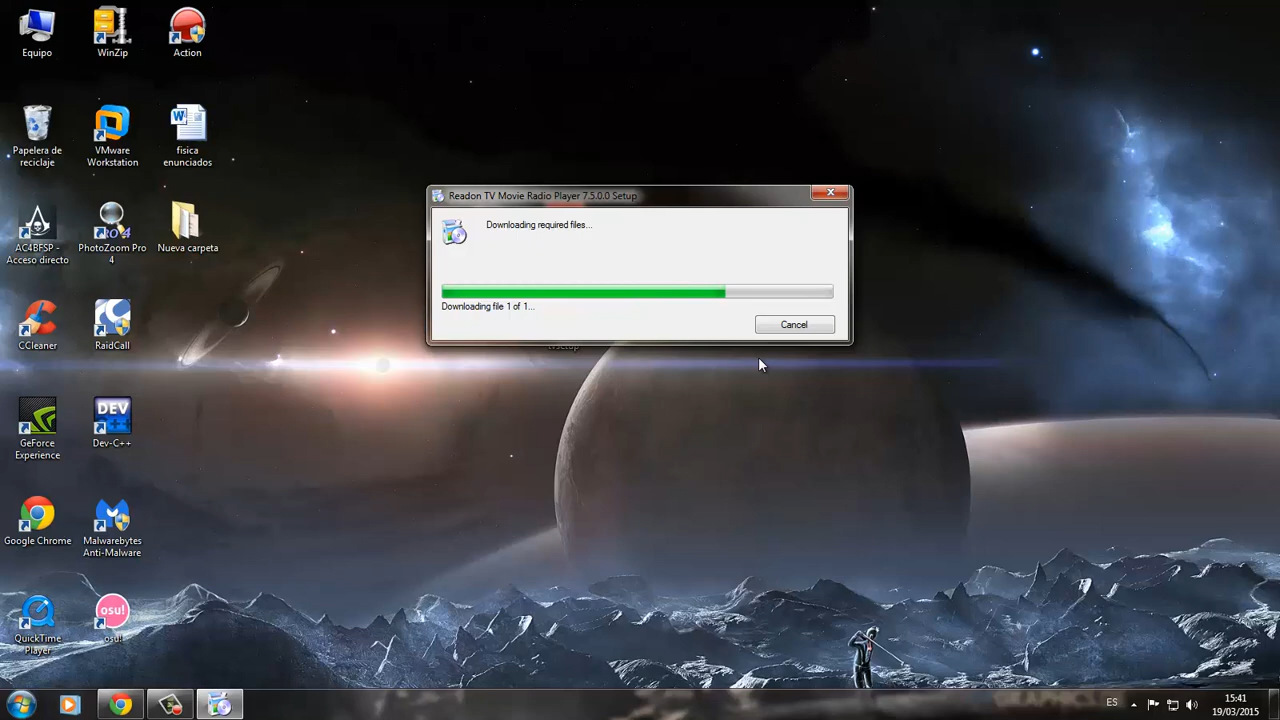 Equipo
WinZip
Action
Papelera de
reciclaje
VMware
Workstation
fisica
enunciados
AC4BFSP -
Acceso directo
PhotoZoom Pro
4
Nueva carpeta
CCleaner
RaidCall
GeForce
Experience
DEV
Dev-C++
Google Chrome
Malwarebytes
Anti-Malware
QuickTime
Player
osu!
osu!
Readon TV Movie Radio Player 7.5.0.0 Setup
Downloading required files...
Downloading file 1 of 1...
Cancel
tvsetup
ES
15:41
19/03/2015